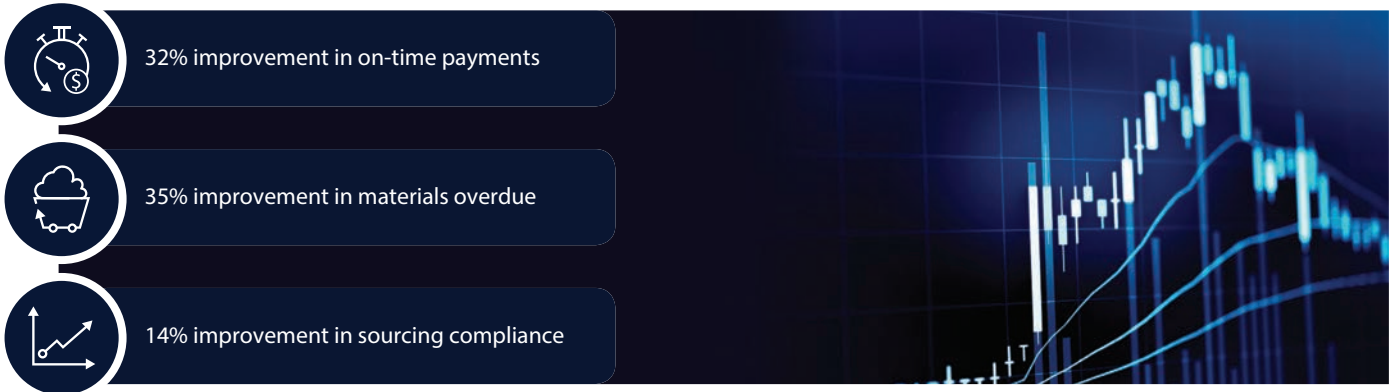 32% improvement in on-time payments
35% improvement in materials overdue
14% improvement in sourcing compliance